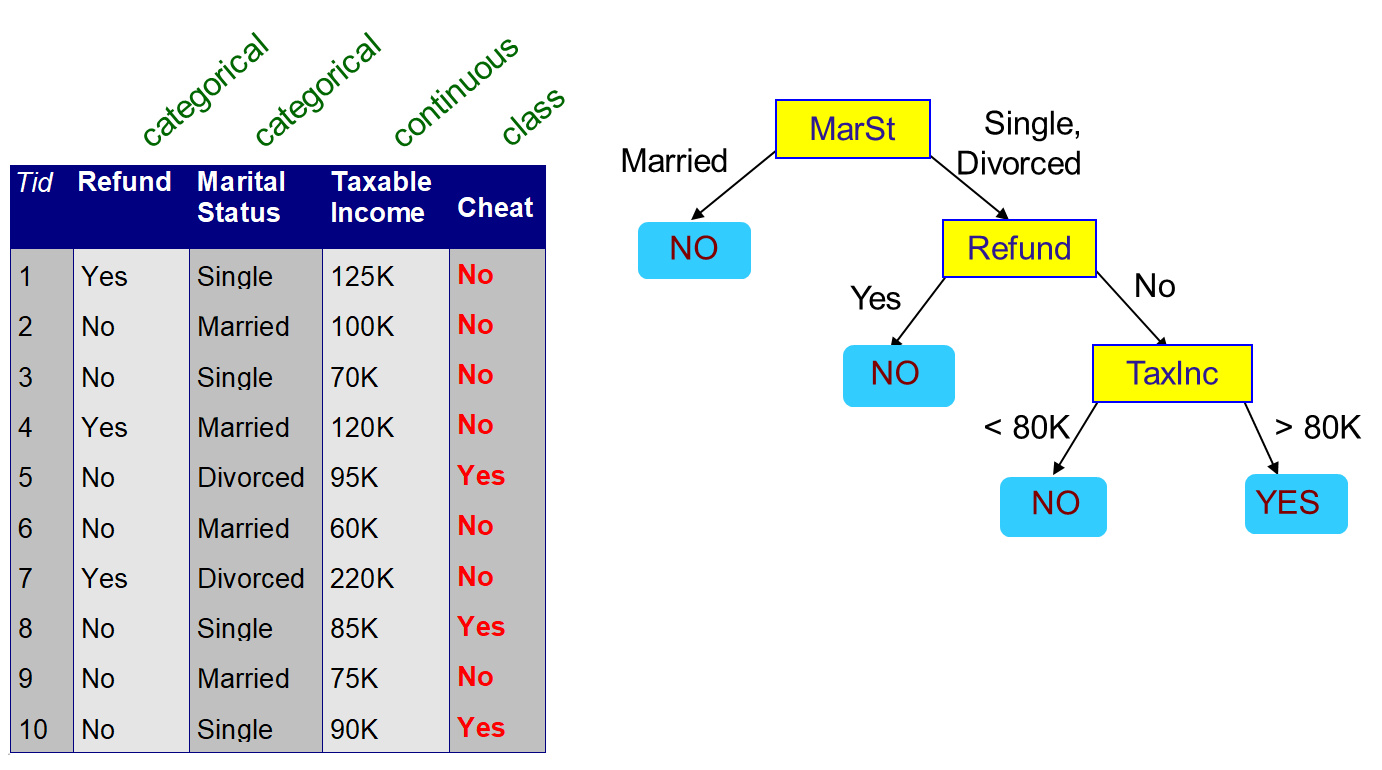 categorical
categorical
continuous
class
Tid Refund Marital Status Taxable Income Cheat
1 Yes Single 125K No
2 No Married 100K No
3 No Single 70K No
4 Yes Married 120K No
5 No Divorced 95K Yes
6 No Married 60K No
7 Yes Divorced 220K No
8 No Single 85K Yes
9 No Married 75K No
10 No Single 90K Yes
MarSt
Married
Single,
Divorced
NO
Refund
Yes
No
NO
TaxInc
< 80K
> 80K
NO
YES